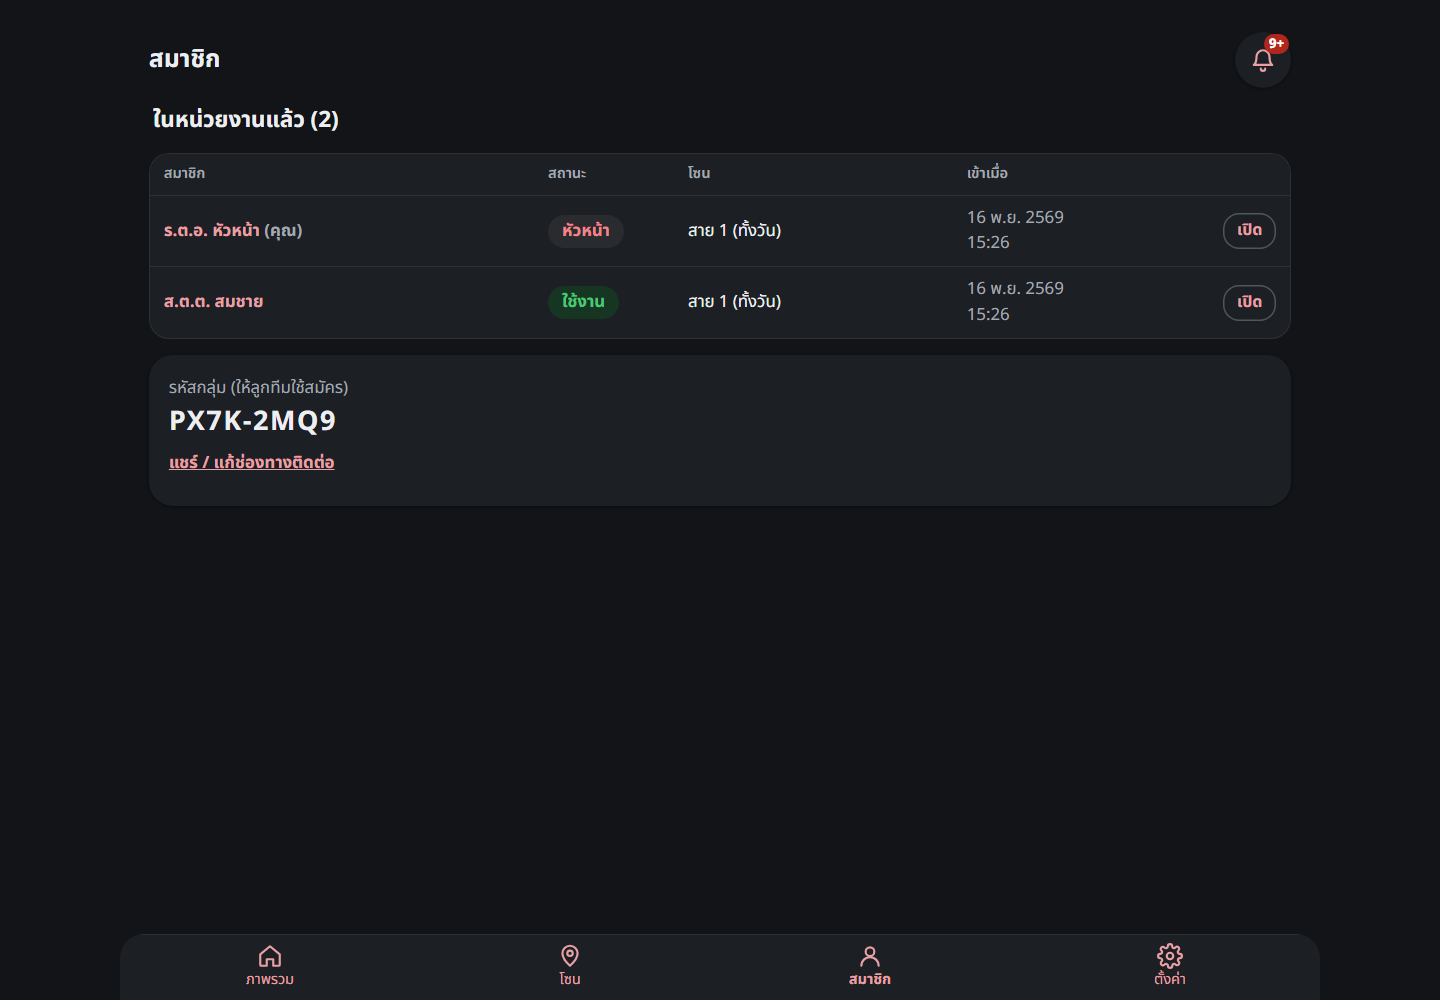 สมาชิก
9+
ในหน่วยงานแล้ว (2)
สมาชิก สถานะ โซน เข้าเมื่อ
ร.ต.อ. หัวหน้า (คุณ) หัวหน้า สาย 1 (ทั้งวัน) 16 พ.ย. 2569 15:26 เปิด
ส.ต.ต. สมชาย ใช้งาน สาย 1 (ทั้งวัน) 16 พ.ย. 2569 15:26 เปิด
รหัสกลุ่ม (ให้ลูกทีมใช้สมัคร)
PX7K-2MQ9
แชร์ / แก้ช่องทางติดต่อ
ภาพรวม โซน สมาชิก ตั้งค่า